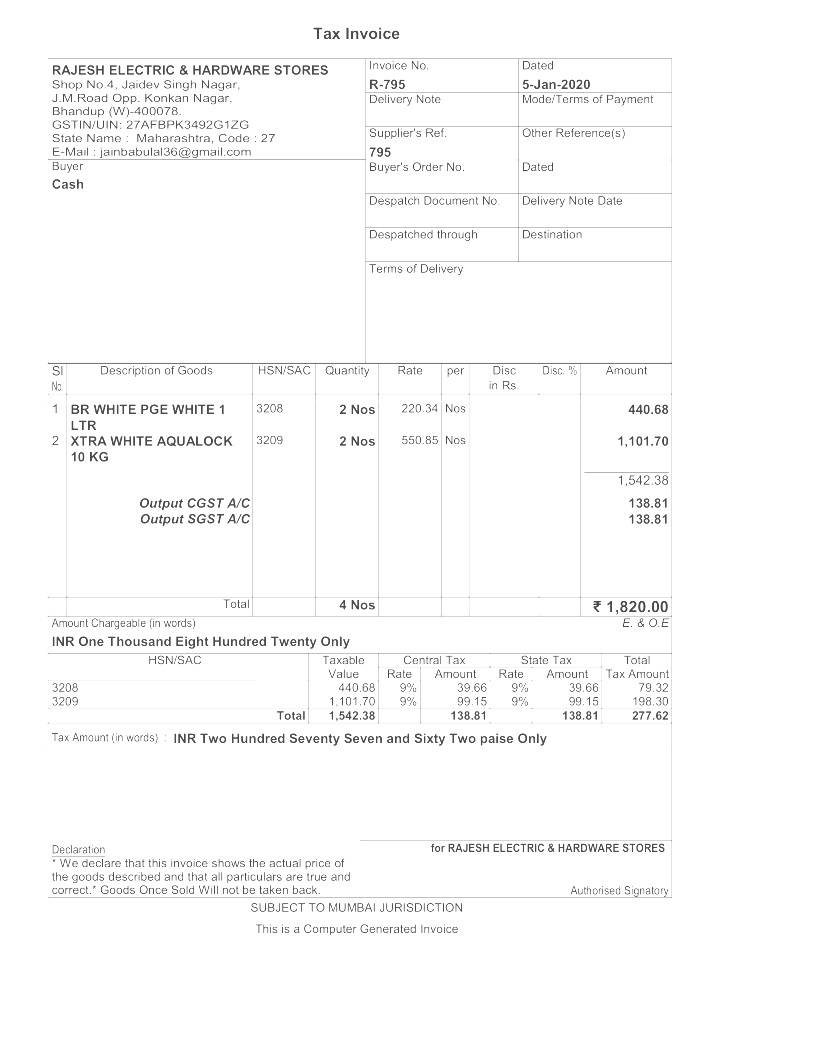 Tax Invoice
RAJESH ELECTRIC & HARDWARE STORES
Shop No.4, Jaidev Singh Nagar,
J.M.Road Opp. Konkan Nagar,
Bhandup (W)-400078.
GSTIN/UIN: 27AFBPK3492G1ZG
State Name : Maharashtra, Code : 27
E-Mail : jainbabulal36@gmail.com
Buyer
Cash
Invoice No. Dated
R-795 5-Jan-2020
Delivery Note Mode/Terms of Payment
Supplier's Ref. Other Reference(s)
795
Buyer's Order No. Dated
Despatch Document No. Delivery Note Date
Despatched through Destination
Terms of Delivery
Sl Description of Goods HSN/SAC Quantity Rate per Disc Disc. % Amount
No. in Rs.
1 BR WHITE PGE WHITE 1 3208 2 Nos 220.34 Nos 440.68
LTR
2 XTRA WHITE AQUALOCK 3209 2 Nos 550.85 Nos 1,101.70
10 KG
1,542.38
Output CGST A/C 138.81
Output SGST A/C 138.81
Total 4 Nos ₹ 1,820.00
Amount Chargeable (in words) E. & O.E
INR One Thousand Eight Hundred Twenty Only
HSN/SAC Taxable Central Tax State Tax Total
Value Rate Amount Rate Amount Tax Amount
3208 440.68 9% 39.66 9% 39.66 79.32
3209 1,101.70 9% 99.15 9% 99.15 198.30
Total 1,542.38 138.81 138.81 277.62
Tax Amount (in words) : INR Two Hundred Seventy Seven and Sixty Two paise Only
Declaration
* We declare that this invoice shows the actual price of
the goods described and that all particulars are true and
correct.* Goods Once Sold Will not be taken back.
for RAJESH ELECTRIC & HARDWARE STORES
Authorised Signatory
SUBJECT TO MUMBAI JURISDICTION
This is a Computer Generated Invoice